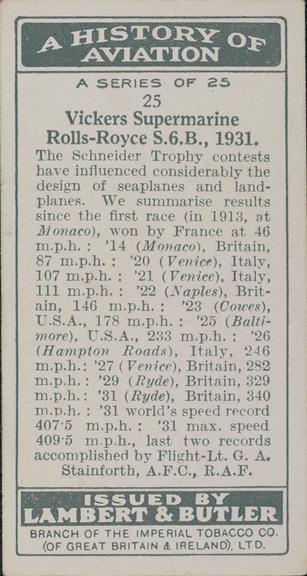 A HISTORY OF
AVIATION
A SERIES OF 25
25
Vickers Supermarine
Rolls-Royce S.6.B., 1931.
The Schneider Trophy contests
have influenced considerably the
design of seaplanes and land-
planes. We summarise results
since the first race (in 1913, at
Monaco), won by France at 46
m.p.h. : '14 (Monaco), Britain,
87 m.p.h. : '20 (Venice), Italy,
107 m.p.h. : '21 (Venice), Italy,
111 m.p.h. : '22 (Naples), Brit-
ain, 146 m.p.h. : '23 (Cowes),
U.S.A., 178 m.p.h. : '25 (Balti-
more), U.S.A., 233 m.p.h. : '26
(Hampton Roads), Italy, 246
m.p.h.: '27 (Venice), Britain, 282
m.p.h. : '29 (Ryde), Britain, 329
m.p.h. : '31 (Ryde), Britain, 340
m.p.h. : '31 world's speed record
407·5 m.p.h. : '31 max. speed
409·5 m.p.h., last two records
accomplished by Flight-Lt. G. A.
Stainforth, A.F.C., R.A.F.
ISSUED BY
LAMBERT & BUTLER
BRANCH OF THE IMPERIAL TOBACCO CO.
(OF GREAT BRITAIN & IRELAND), LTD.